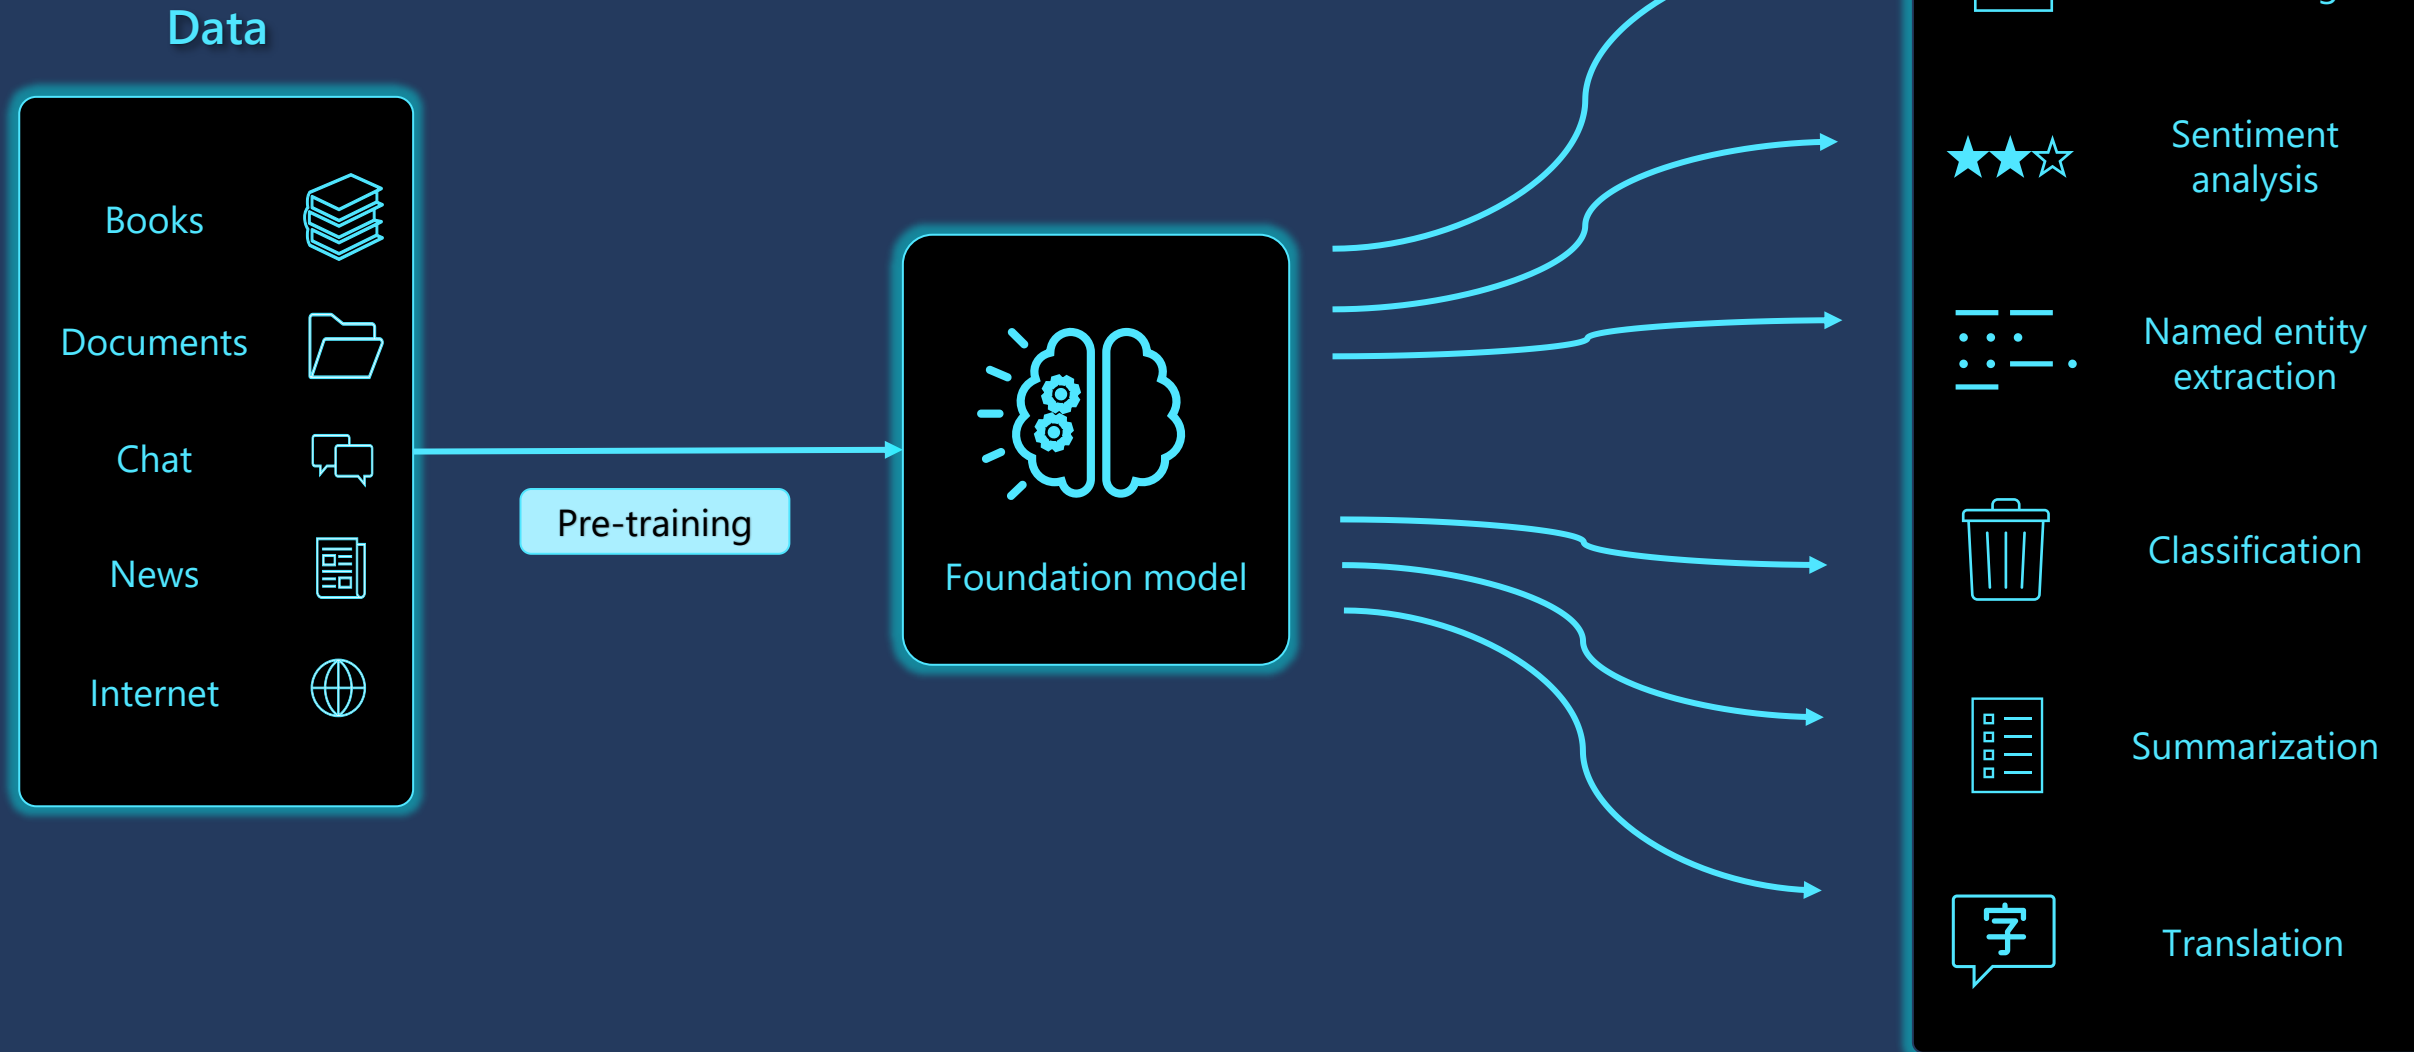 Data
Books
Documents
Chat
News
Internet
Pre-training
Foundation model
Sentiment
analysis
Named entity
extraction
Classification
Summarization
字
Translation